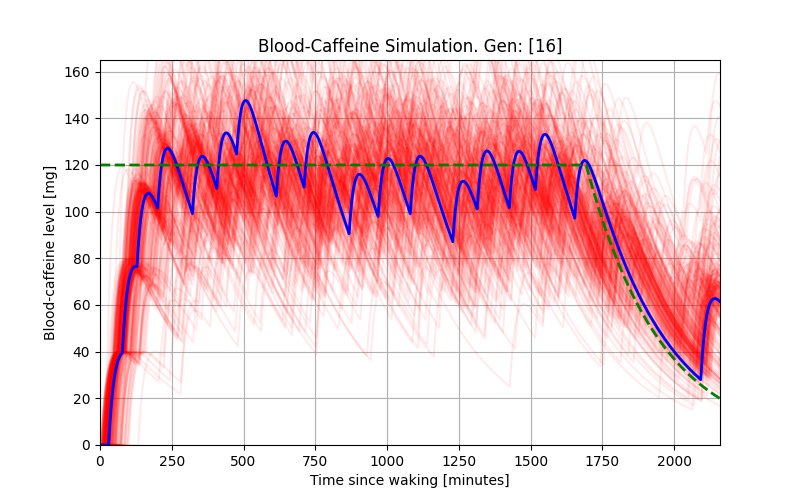 Blood-Caffeine Simulation. Gen: [16]
160
140
120
100
80
60
40
20
0
Blood-caffeine level [mg]
0 250 500 750 1000 1250 1500 1750 2000
Time since waking [minutes]